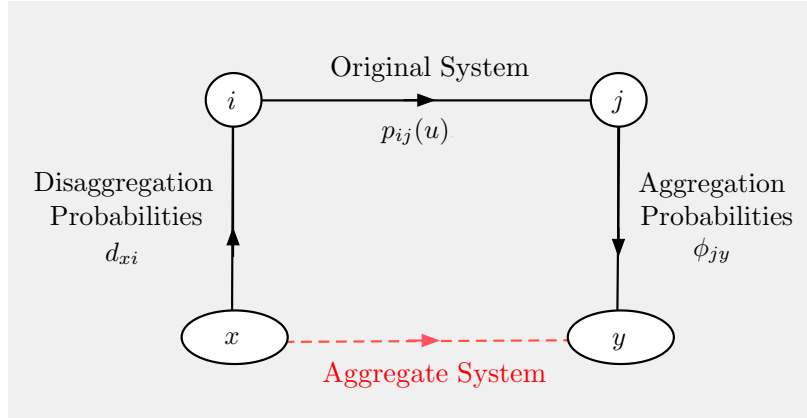 Original System
i
j
p_{ij}(u)
Disaggregation
Probabilities
d_{xi}
Aggregation
Probabilities
ϕ_{jy}
x
y
Aggregate System